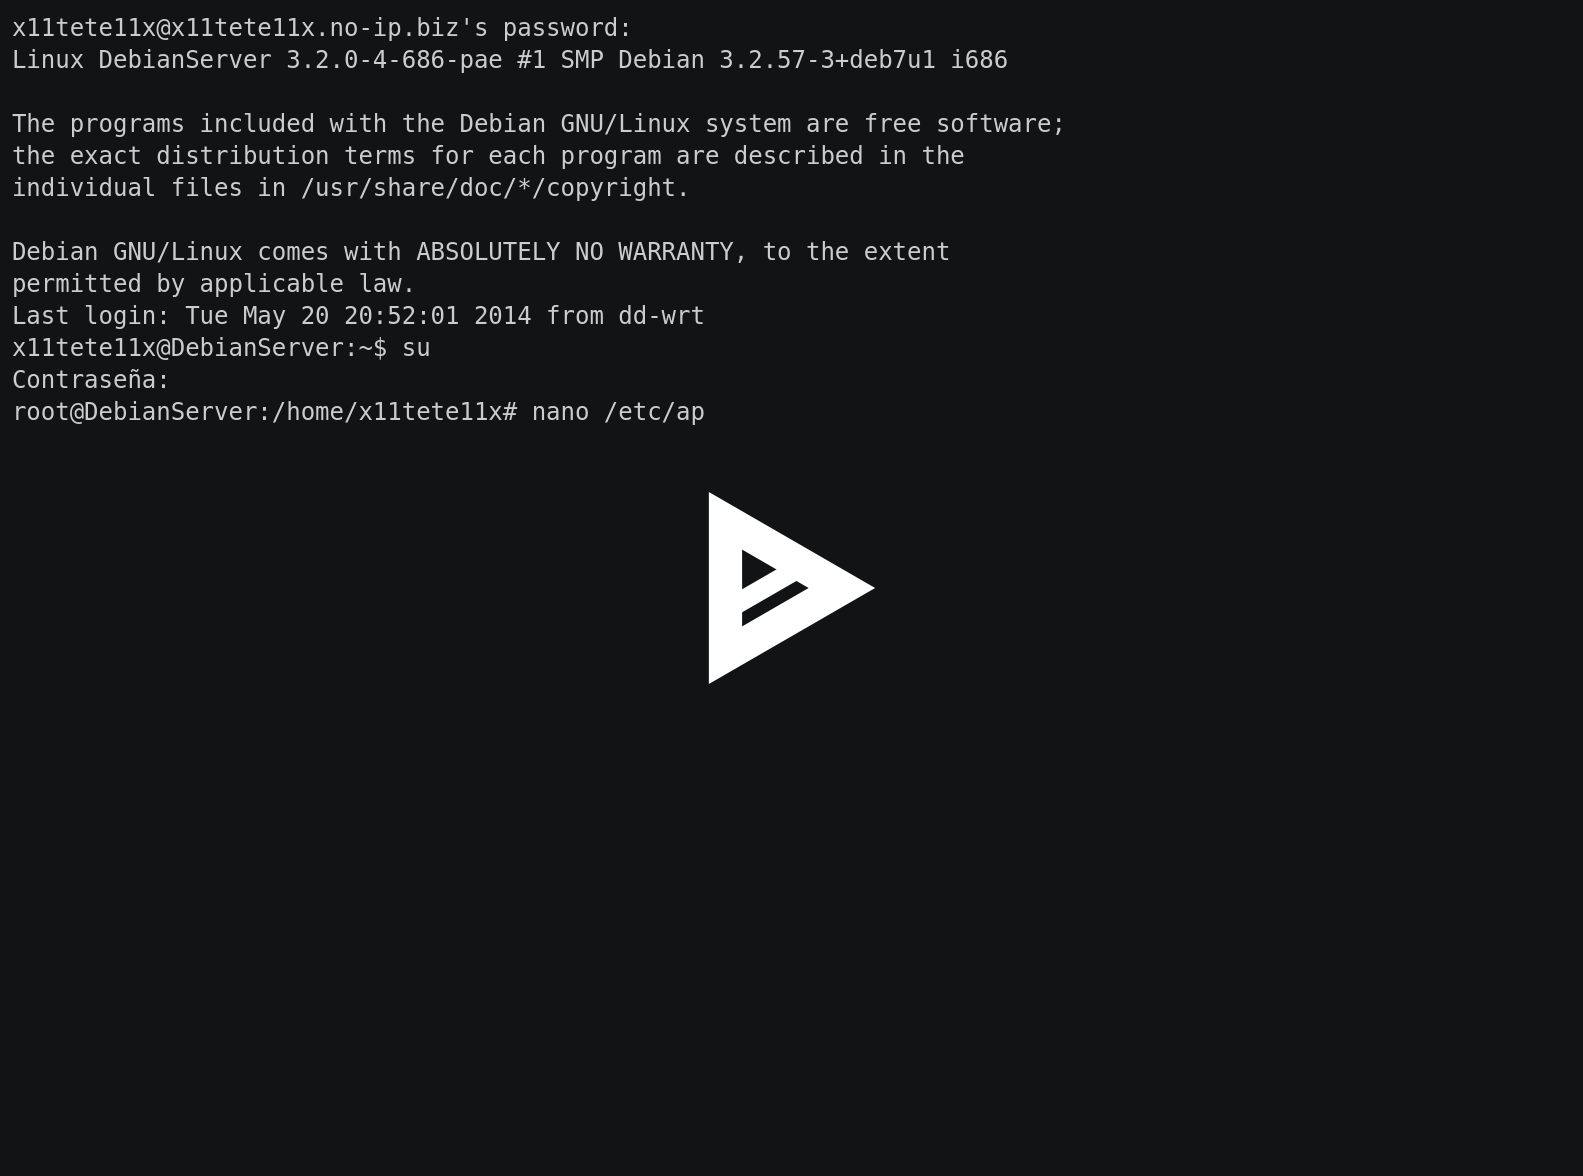 x11tete11x@x11tete11x.no-ip.biz's password:
Linux DebianServer 3.2.0-4-686-pae #1 SMP Debian 3.2.57-3+deb7u1 i686
The programs included with the Debian GNU/Linux system are free software;
the exact distribution terms for each program are described in the
individual files in /usr/share/doc/*/copyright.
Debian GNU/Linux comes with ABSOLUTELY NO WARRANTY, to the extent
permitted by applicable law.
Last login: Tue May 20 20:52:01 2014 from dd-wrt
x11tete11x@DebianServer:~$ su
Contraseña:
root@DebianServer:/home/x11tete11x# nano /etc/ap